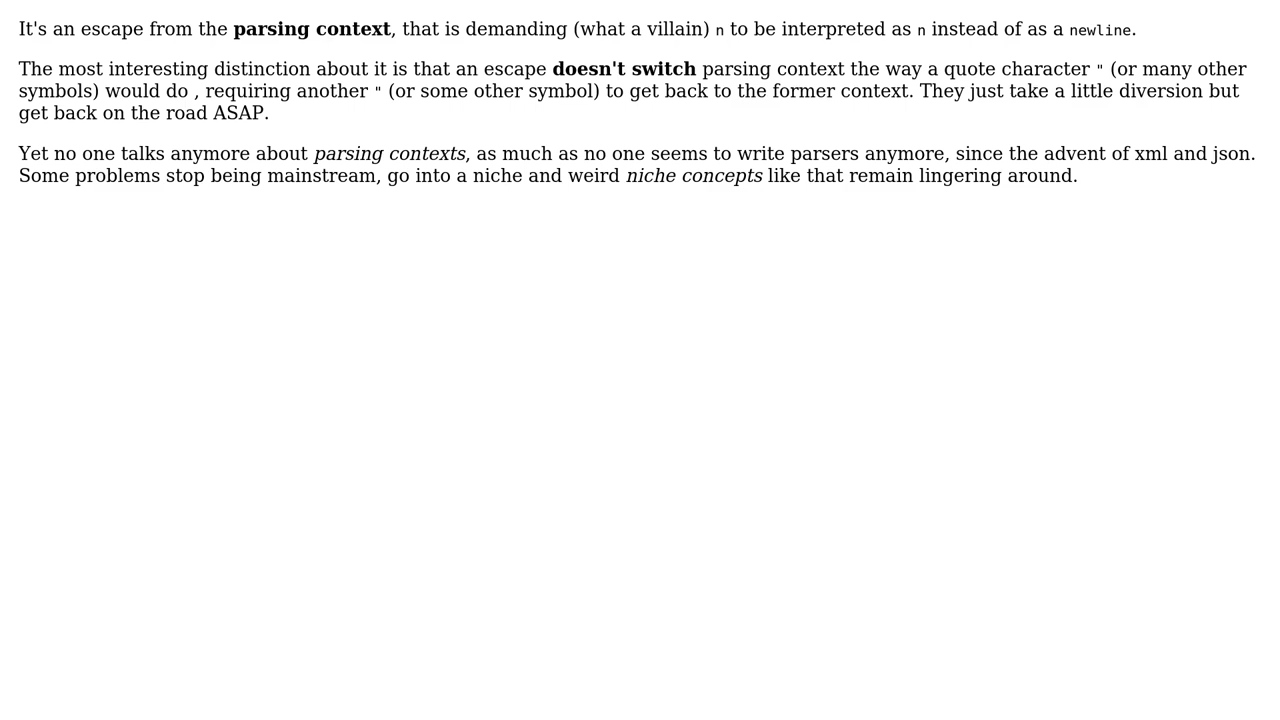 It's an escape from the parsing context, that is demanding (what a villain) n to be interpreted as n instead of as a newline.
The most interesting distinction about it is that an escape doesn't switch parsing context the way a quote character " (or many other
symbols) would do , requiring another " (or some other symbol) to get back to the former context. They just take a little diversion but
get back on the road ASAP.
Yet no one talks anymore about parsing contexts, as much as no one seems to write parsers anymore, since the advent of xml and json.
Some problems stop being mainstream, go into a niche and weird niche concepts like that remain lingering around.